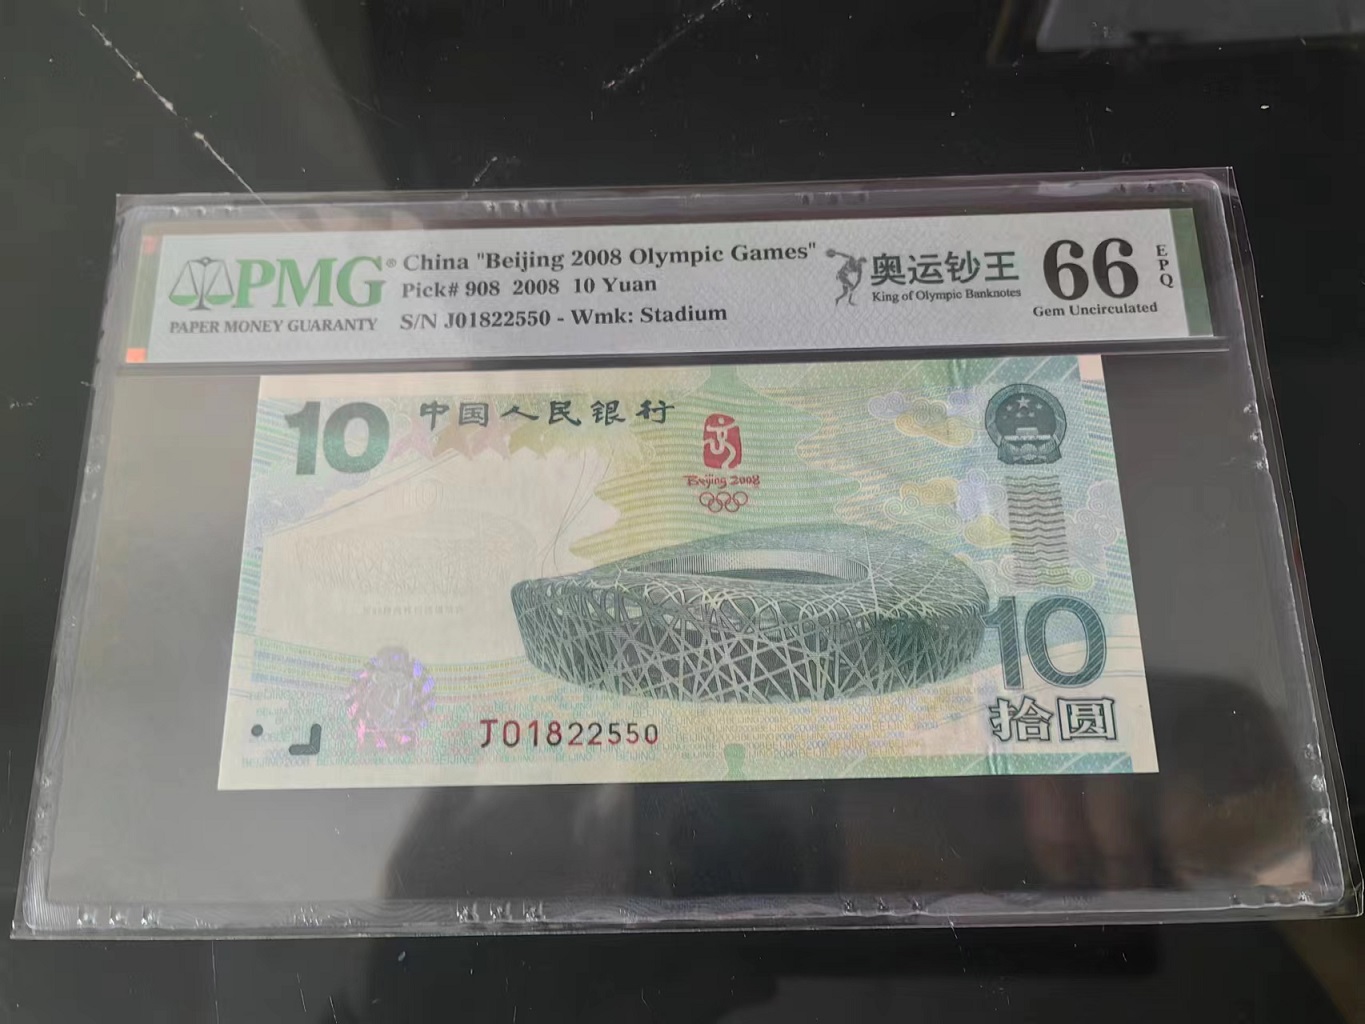 PMG® China "Beijing 2008 Olympic Games" 奥运钞王 66 EPQ
Pick# 908 2008 10 Yuan King of Olympic Banknotes
PAPER MONEY GUARANTY S/N J01822550 - Wmk: Stadium Gem Uncirculated
10 中国人民银行
Beijing 2008
10
拾圆
J01822550